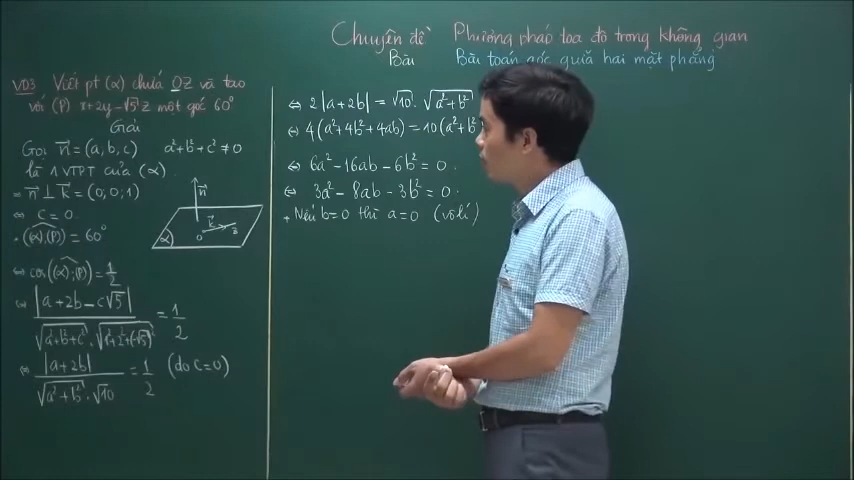 Chuyên đề Phương pháp tọa độ trong không gian
Bài Bài toán góc giữa hai mặt phẳng
VD3 Viết pt (α) chứa OZ và tạo
với (P) x+2y-√5z một góc 60°
Giải
Gọi n⃗ = (a, b, c) a²+b²+c² ≠ 0
là 1 VTPT của (α)
⇒ n⃗ ⊥ k⃗ = (0; 0; 1)
⇔ c = 0
• ((α);(P)) = 60°
⇔ cos((α);(P)) = 1/2
⇔ |a+2b-c√5| / √a²+b²+c² . √1²+2²+(-√5)² = 1/2
⇔ |a+2b| / √a²+b² . √10 = 1/2 (do c=0)
n⃗
k⃗
O
z
α
⇔ 2|a+2b| = √10 . √a²+b²
⇔ 4(a²+4b²+4ab) = 10(a²+b²
⇔ 6a² - 16ab - 6b² = 0.
⇔ 3a² - 8ab - 3b² = 0.
+ Nếu b=0 thì a=0 (vô lí)